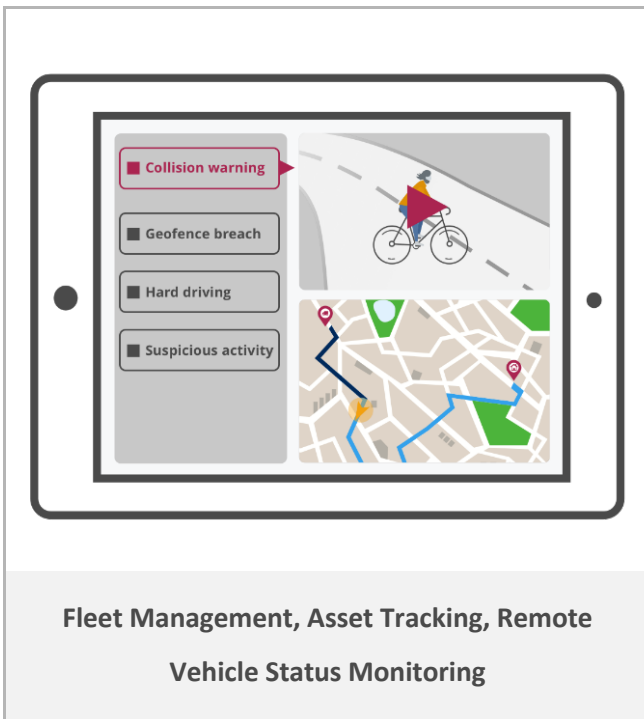 Collision warning
Geofence breach
Hard driving
Suspicious activity
Fleet Management, Asset Tracking, Remote
Vehicle Status Monitoring